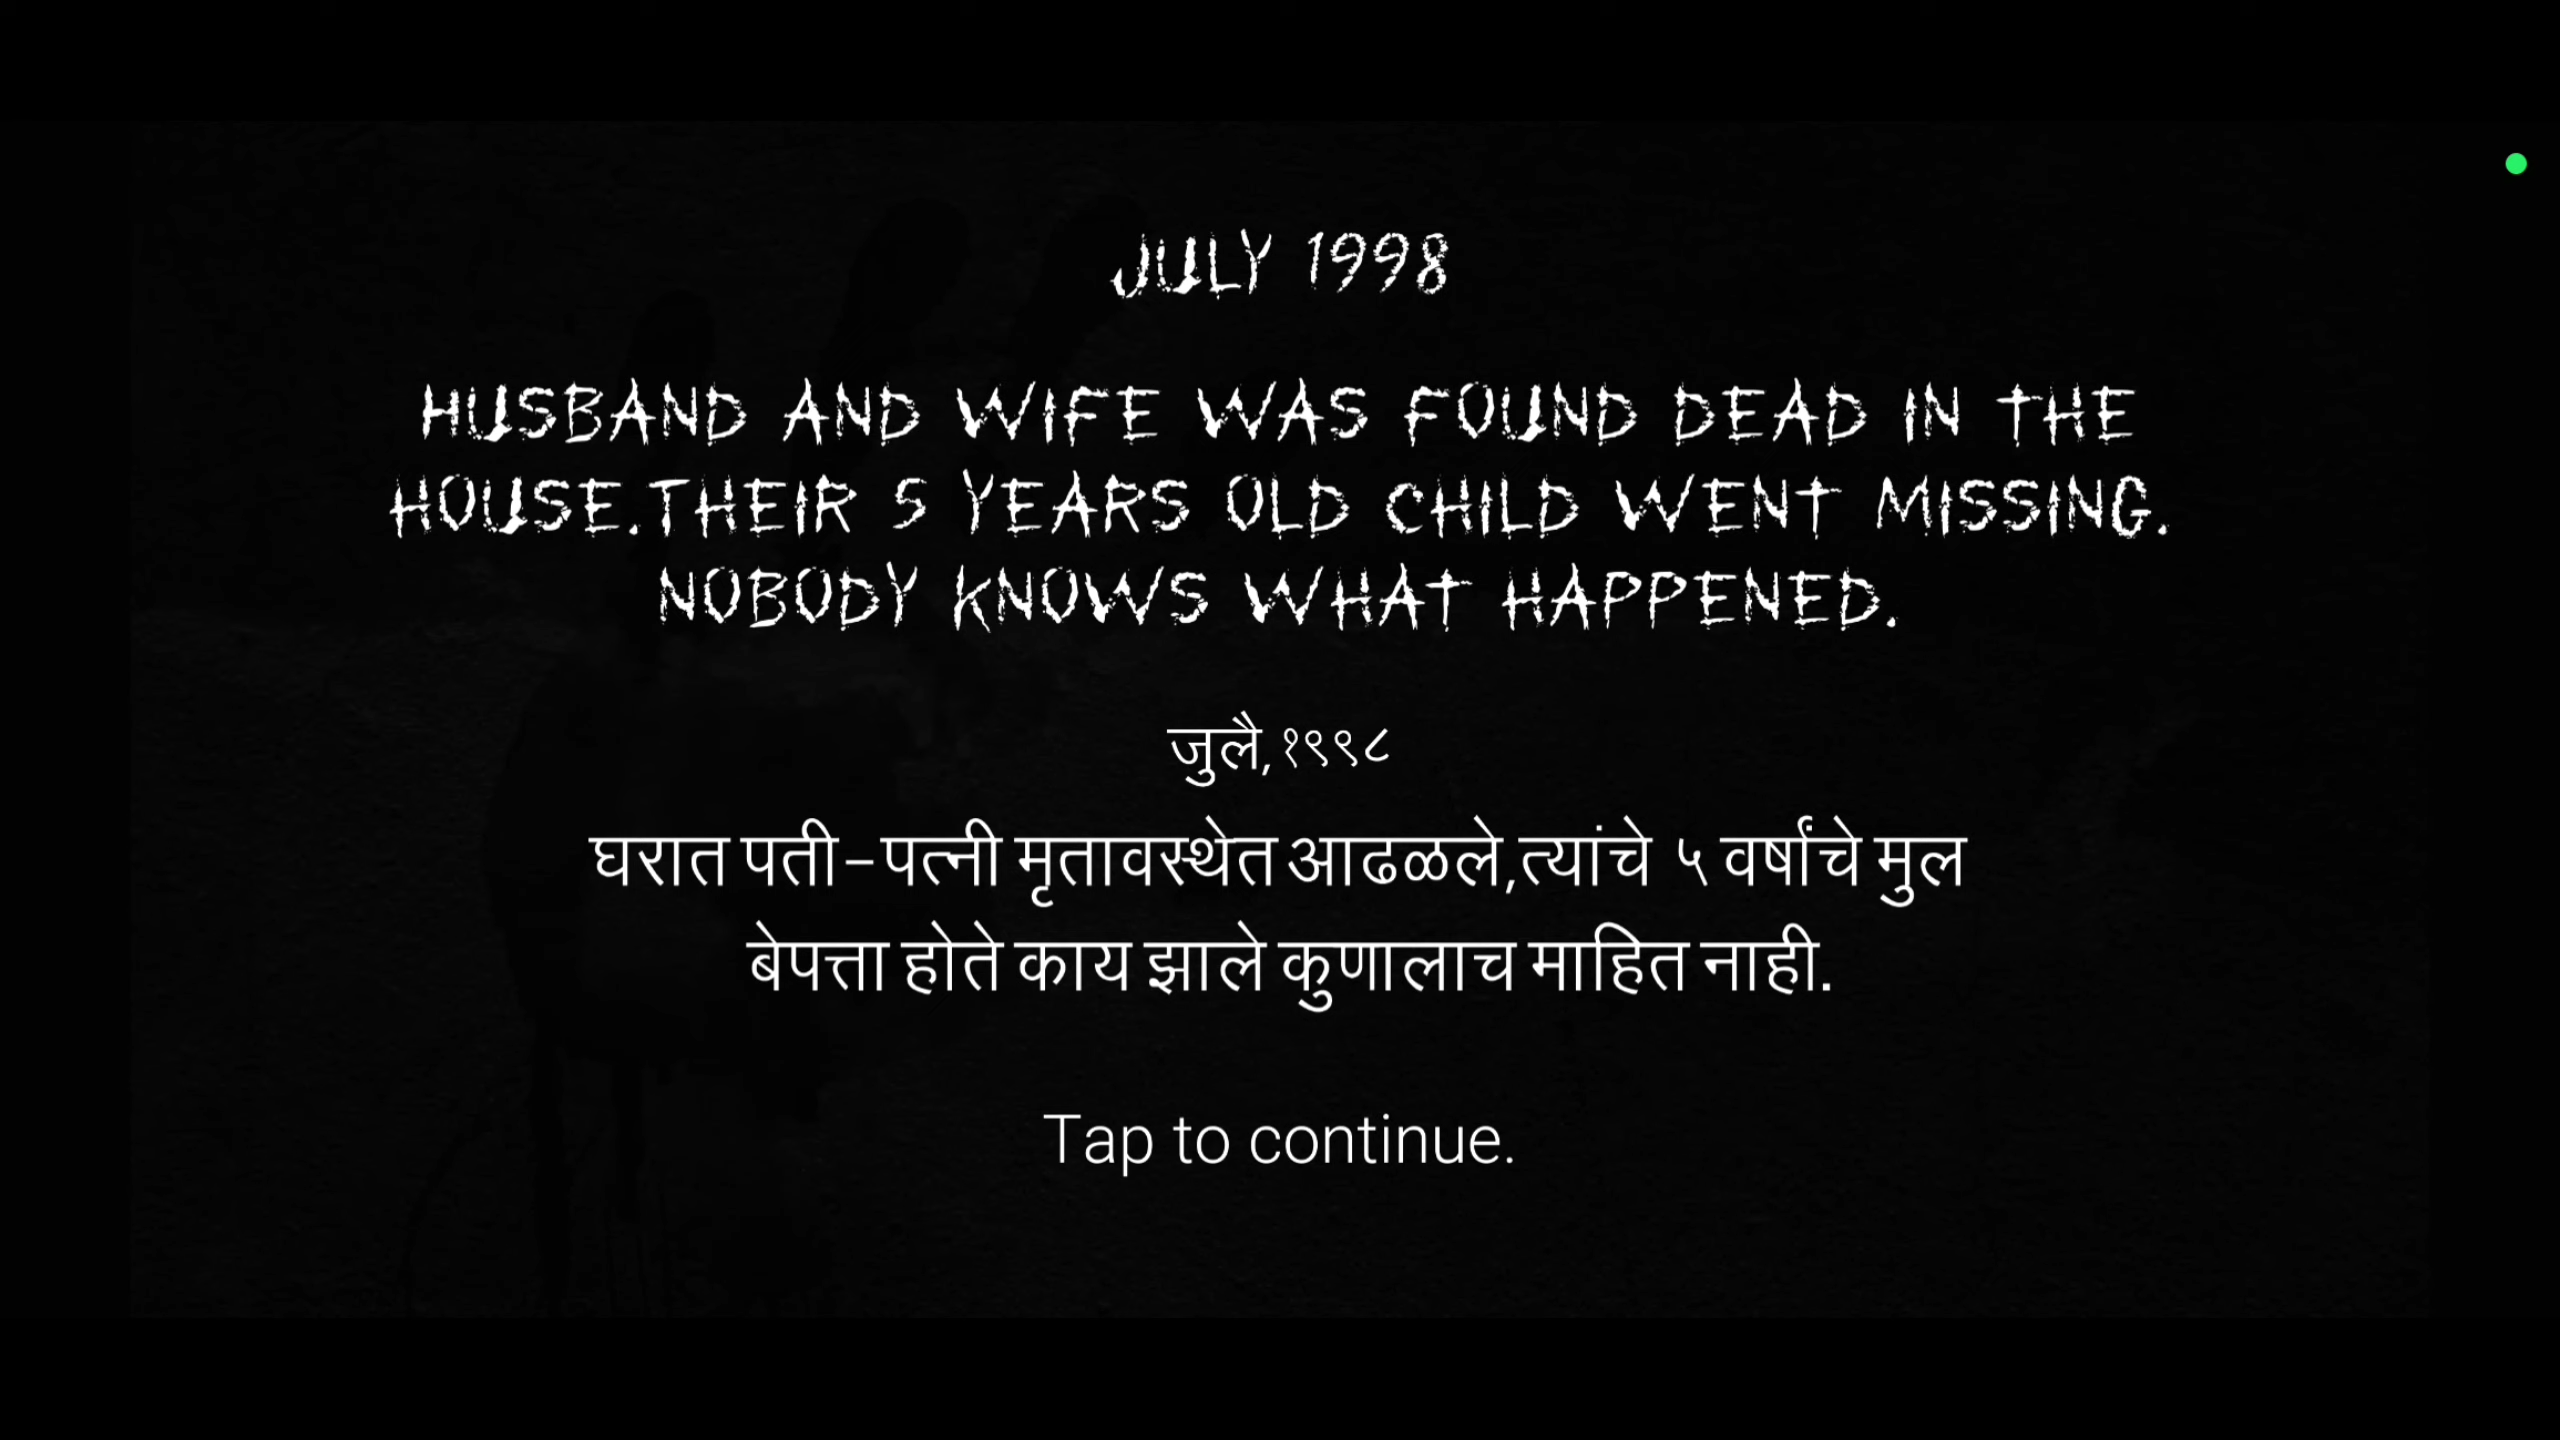 JULY 1998
HUSBAND AND WIFE WAS FOUND DEAD IN THE
HOUSE.THEIR 5 YEARS OLD CHILD WENT MISSING.
NOBODY KNOWS WHAT HAPPENED.
जुलै,१९९८
घरात पती-पत्नी मृतावस्थेत आढळले,त्यांचे ५ वर्षांचे मुल
बेपत्ता होते काय झाले कुणालाच माहित नाही.
Tap to continue.